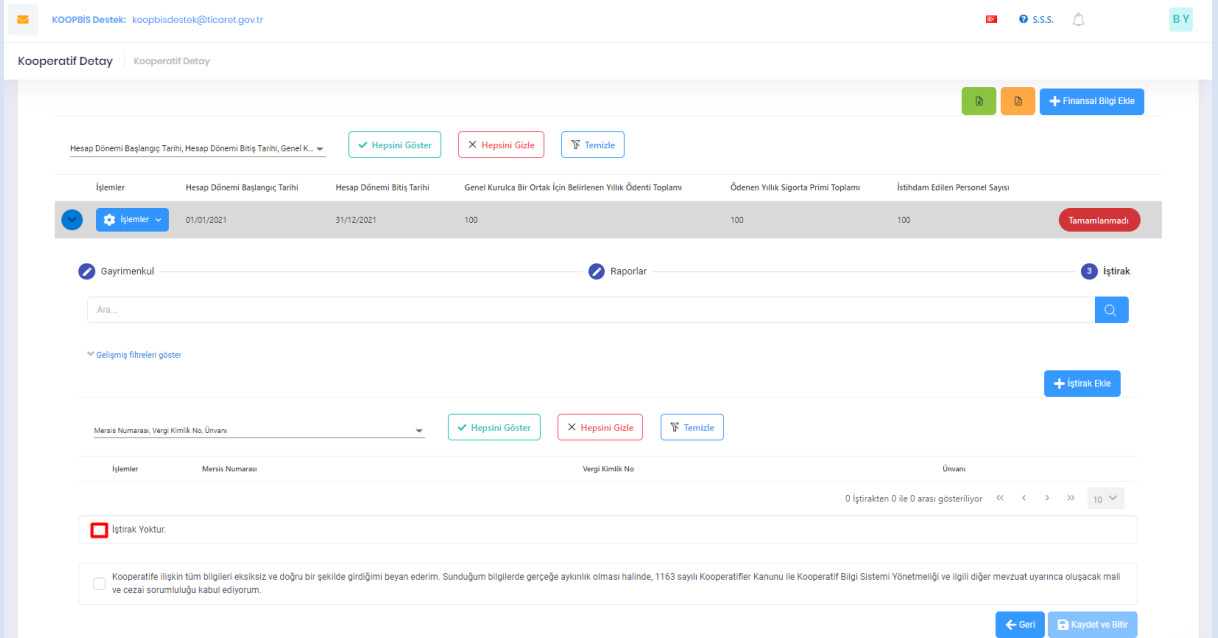 KOOPBİS Destek: koopbisdestek@ticaret.gov.tr
S.S.S.
B Y
Kooperatif Detay Kooperatif Detay
Finansal Bilgi Ekle
Hesap Dönemi Başlangıç Tarihi, Hesap Dönemi Bitiş Tarihi, Genel K... Hepsini Göster Hepsini Gizle Temizle
İşlemler Hesap Dönemi Başlangıç Tarihi Hesap Dönemi Bitiş Tarihi Genel Kurulca Bir Ortak İçin Belirlenen Yıllık Ödenti Toplamı Ödenen Yıllık Sigorta Primi Toplamı İstihdam Edilen Personel Sayısı
İşlemler 01/01/2021 31/12/2021 100 100 100 Tamamlanmadı
Gayrimenkul Raporlar 3 İştirak
Ara...
Gelişmiş filtreleri göster
İştirak Ekle
Mersis Numarası, Vergi Kimlik No, Ünvanı Hepsini Göster Hepsini Gizle Temizle
İşlemler Mersis Numarası Vergi Kimlik No Ünvanı
0 İştirakten 0 ile 0 arası gösteriliyor 10
İştirak Yoktur.
Kooperatife ilişkin tüm bilgileri eksiksiz ve doğru bir şekilde girdiğimi beyan ederim. Sunduğum bilgilerde gerçeğe aykırılık olması halinde, 1163 sayılı Kooperatifler Kanunu ile Kooperatif Bilgi Sistemi Yönetmeliği ve ilgili diğer mevzuat uyarınca oluşacak mali
ve cezai sorumluluğu kabul ediyorum.
Geri Kaydet ve Bitir